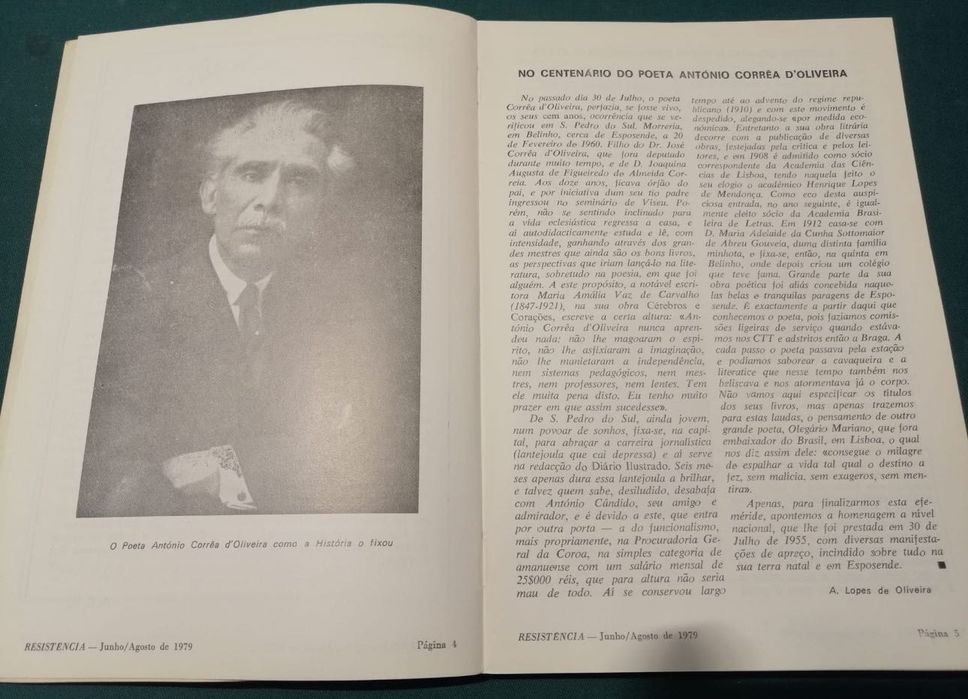 O Poeta António Corrêa d'Oliveira como a História o fixou
RESISTÊNCIA — Junho/Agosto de 1979
Página 4
NO CENTENÁRIO DO POETA ANTÓNIO CORRÊA D'OLIVEIRA
No passado dia 30 de Julho, o poeta
Corrêa d'Oliveira, perfazia, se fosse vivo,
os seus cem anos, ocorrência que se ve-
rificou em S. Pedro do Sul. Morreria,
em Belinho, cerca de Esposende, a 20
de Fevereiro de 1960. Filho do Dr. José
Corrêa d'Oliveira, que fora deputado
durante muito tempo, e de D. Joaquina
Augusta de Figueiredo de Almeida Cor-
reia. Aos doze anos, ficava órfão do
pai, e por iniciativa dum seu tio padre
ingressou no seminário de Viseu. Po-
rém, não se sentindo inclinado para
a vida eclesiástica regressa a casa, e
aí autodidacticamente estuda e lê, com
intensidade, ganhando através dos gran-
des mestres que ainda são os bons livros,
as perspectivas que iriam lançá-lo na lite-
ratura, sobretudo na poesia, em que foi
alguém. A este propósito, a notável escri-
tora Maria Amália Vaz de Carvalho
(1847-1921), na sua obra Cérebros e
Corações, escreve a certa altura: «An-
tónio Corrêa d'Oliveira nunca apren-
deu nada; não lhe magoaram o espí-
rito, não lhe asfixiaram a imaginação,
não lhe manietaram a independência,
nem sistemas pedagógicos, nem mes-
tres, nem professores, nem lentes. Tem
ele muita pena disto. Eu tenho muito
prazer em que assim sucedesse».
De S. Pedro do Sul, ainda jovem,
num povoar de sonhos, fixa-se, na capi-
tal, para abraçar a carreira jornalística
(lantejoula que cai depressa) e aí serve
na redacção do Diário Ilustrado. Seis me-
ses apenas dura essa lantejoula a brilhar,
e talvez quem sabe, desiludido, desabafa
com António Cândido, seu amigo e
admirador, e é devido a este, que entra
por outra porta — a do funcionalismo,
mais propriamente, na Procuradoria Ge-
ral da Coroa, na simples categoria de
amanuense com um salário mensal de
25$000 réis, que para altura não seria
mau de todo. Aí se conservou largo
tempo até ao advento do regime repu-
blicano (1910) e com este movimento é
despedido, alegando-se «por medida eco-
nómica». Entretanto a sua obra litrária
decorre com a publicação de diversas
obras, festejadas pela crítica e pelos lei-
tores, e em 1908 é admitido como sócio
correspondente da Academia das Ciên-
cias de Lisboa, tendo naquela feito o
seu elogio o académico Henrique Lopes
de Mendonça. Como eco desta auspi-
ciosa entrada, no ano seguinte, é igual-
mente eleito sócio da Academia Brasi-
leira de Letras. Em 1912 casa-se com
D. Maria Adelaide da Cunha Sottomaior
de Abreu Gouveia, duma distinta família
minhota, e fixa-se, então, na quinta em
Belinho, onde depois criou um colégio
que teve fama. Grande parte da sua
obra poética foi aliás concebida naque-
las belas e tranquilas paragens de Espo-
sende. É exactamente a partir daqui que
conhecemos o poeta, pois fazíamos comis-
sões ligeiras de serviço quando estáva-
mos nos CTT e adstritos então a Braga. A
cada passo o poeta passava pela estação
e podíamos saborear a cavaqueira e a
literatice que nesse tempo também nos
beliscava e nos atormentava já o corpo.
Não vamos aqui especificar os títulos
dos seus livros, mas apenas trazemos
para estas laudas, o pensamento de outro
grande poeta, Olegário Mariano, que fora
embaixador do Brasil, em Lisboa, o qual
nos diz assim dele: «consegue o milagre
de espalhar a vida tal qual o destino a
fez, sem malícia, sem exageros, sem men-
tira».
Apenas, para finalizarmos esta efe-
méride, apontemos a homenagem a nível
nacional, que lhe foi prestada em 30 de
Julho de 1955, com diversas manifesta-
ções de apreço, incindido sobre tudo na
sua terra natal e em Esposende. ■
A. Lopes de Oliveira
RESISTÊNCIA — Junho/Agosto de 1979
Página 5